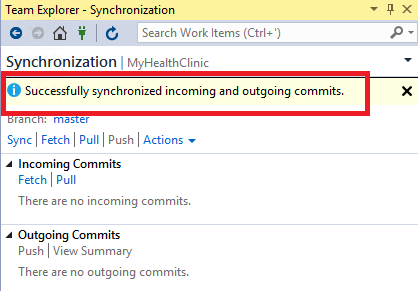 Team Explorer - Synchronization
Search Work Items (Ctrl+')
Synchronization | MyHealthClinic
Successfully synchronized incoming and outgoing commits.
Branch: master
Sync | Fetch | Pull | Push | Actions
Incoming Commits
Fetch | Pull
There are no incoming commits.
Outgoing Commits
Push | View Summary
There are no outgoing commits.